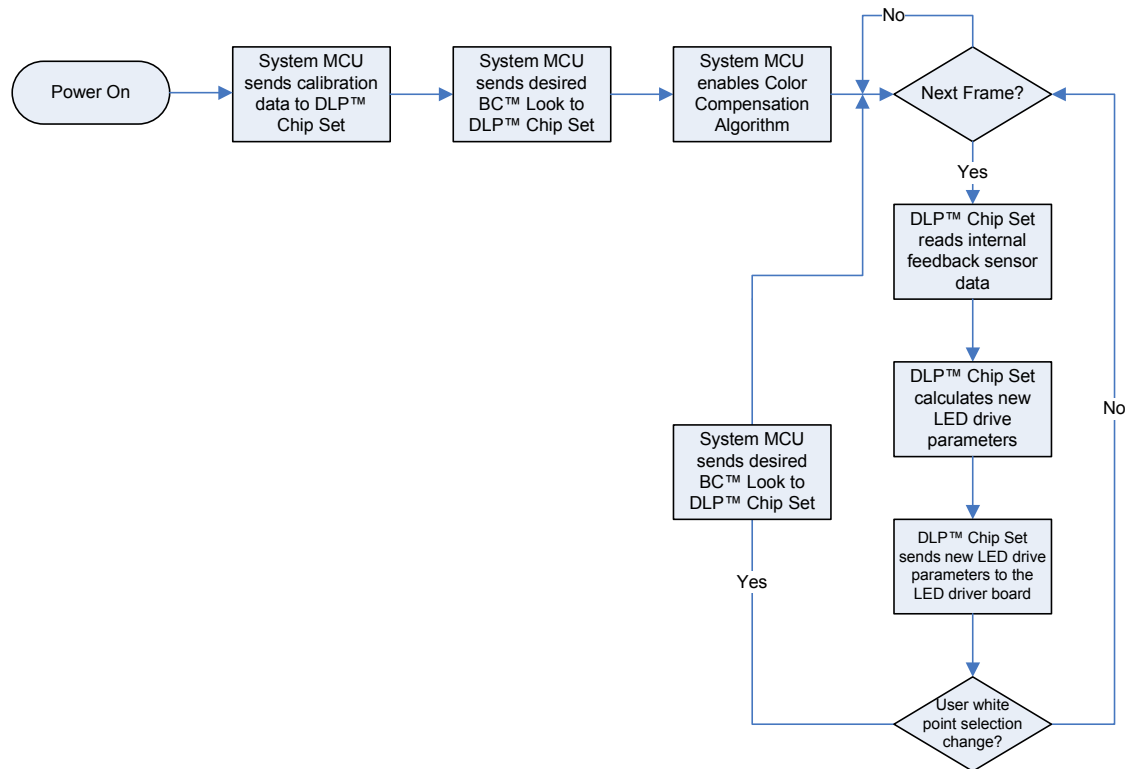 Power On
System MCU
sends calibration
data to DLP™
Chip Set
System MCU
sends desired
BC™ Look to
DLP™ Chip Set
System MCU
enables Color
Compensation
Algorithm
No
Next Frame?
Yes
DLP™ Chip Set
reads internal
feedback sensor
data
DLP™ Chip Set
calculates new
LED drive
parameters
No
System MCU
sends desired
BC™ Look to
DLP™ Chip Set
DLP™ Chip Set
sends new LED drive
parameters to the
LED driver board
Yes
User white
point selection
change?